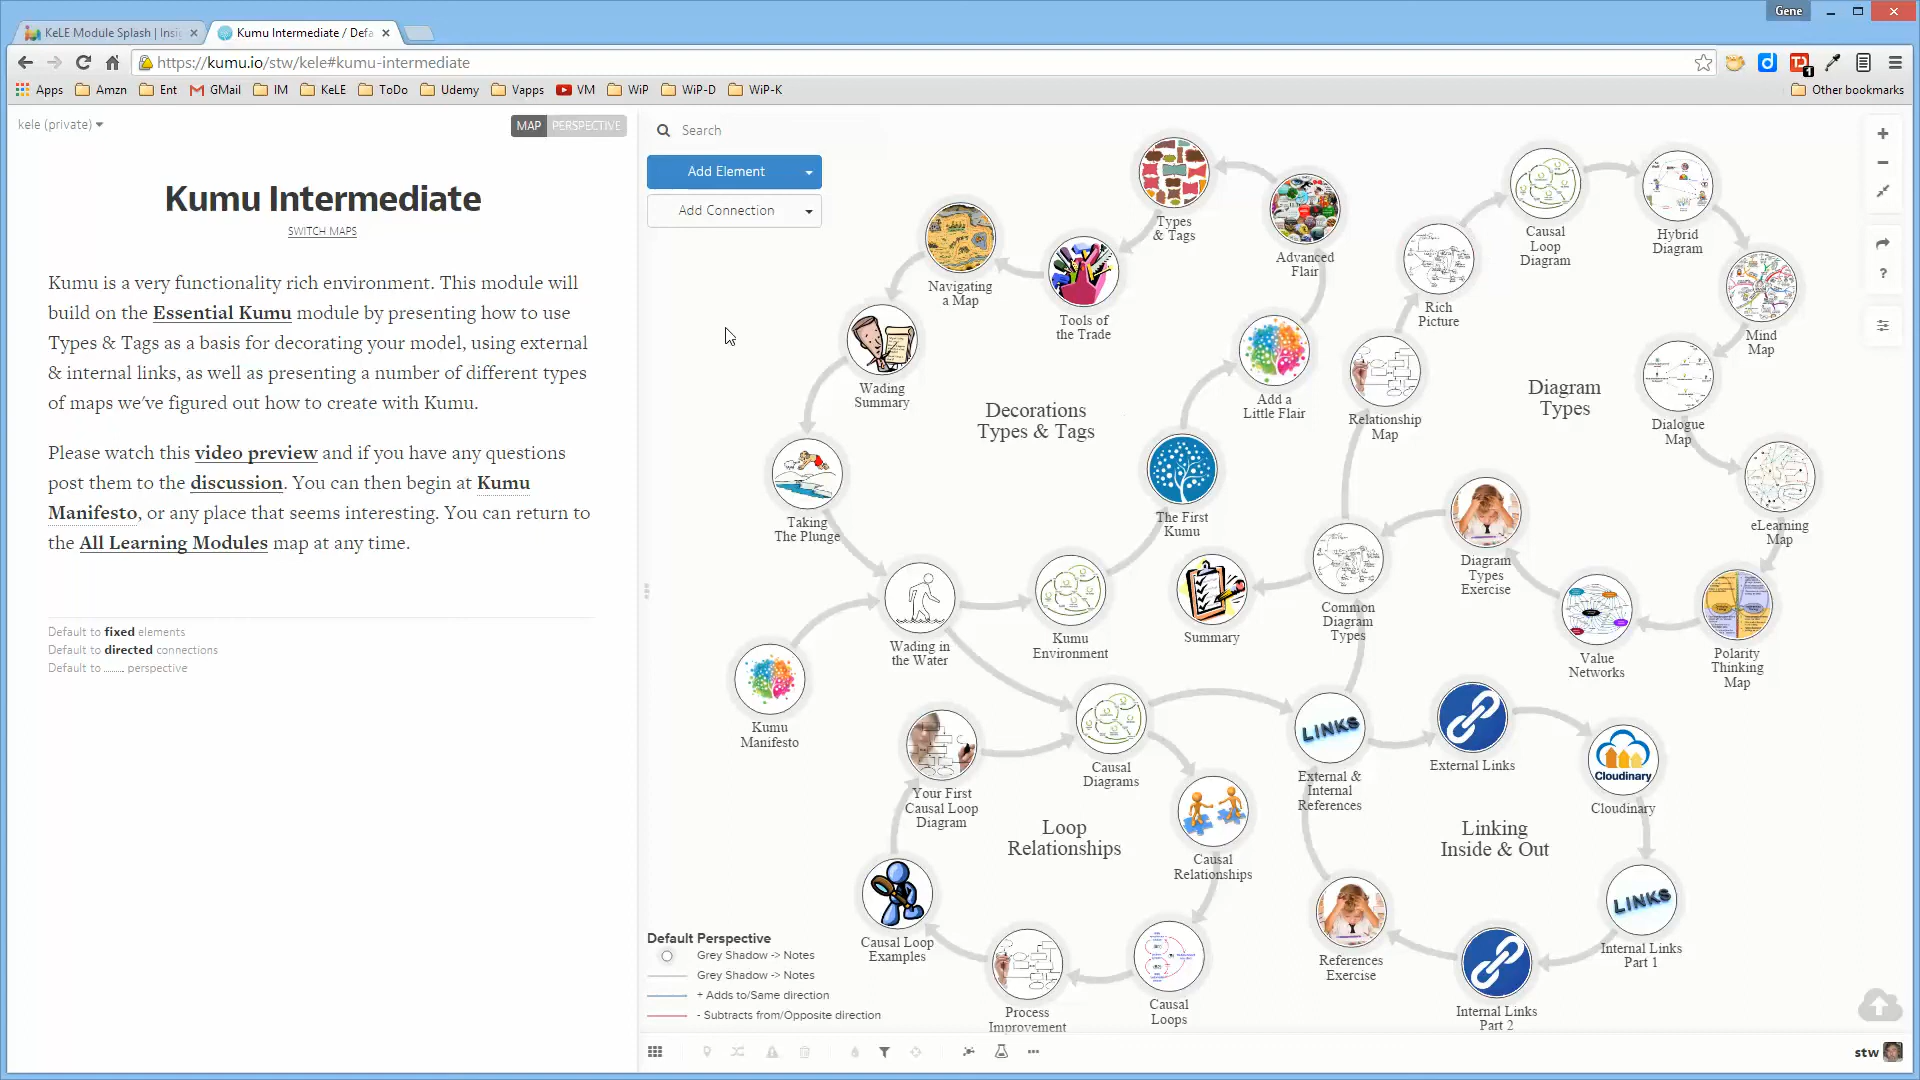 Gene
KeLE Module Splash | Insig
Kumu Intermediate / Defa
https://kumu.io/stw/kele#kumu-intermediate
Apps
Amzn
Ent
GMail
IM
KeLE
ToDo
Udemy
Vapps
VM
WiP
WiP-D
WiP-K
Other bookmarks
kele (private)
MAP
PERSPECTIVE
Kumu Intermediate
SWITCH MAPS
Kumu is a very functionality rich environment. This module will
build on the Essential Kumu module by presenting how to use
Types & Tags as a basis for decorating your model, using external
& internal links, as well as presenting a number of different types
of maps we've figured out how to create with Kumu.
Please watch this video preview and if you have any questions
post them to the discussion. You can then begin at Kumu
Manifesto, or any place that seems interesting. You can return to
the All Learning Modules map at any time.
Default to fixed elements
Default to directed connections
Default to ....... perspective
Search
Add Element
Add Connection
Types
& Tags
Advanced
Flair
Navigating
a Map
Tools of
the Trade
Wading
Summary
Add a
Little Flair
Decorations
Types & Tags
Taking
The Plunge
The First
Kumu
Wading in
the Water
Kumu
Environment
Summary
Kumu
Manifesto
Causal
Loop
Diagram
Hybrid
Diagram
Rich
Picture
Mind
Map
Relationship
Map
Diagram
Types
Dialogue
Map
eLearning
Map
Diagram
Types
Exercise
Common
Diagram
Types
Value
Networks
Polarity
Thinking
Map
Your First
Causal Loop
Diagram
Causal
Diagrams
Loop
Relationships
Causal
Relationships
Causal Loop
Examples
Process
Improvement
Causal
Loops
LINKS
External &
Internal
References
External Links
Cloudinary
Cloudinary
Linking
Inside & Out
LINKS
Internal Links
Part 1
References
Exercise
Internal Links
Part 2
Default Perspective
Grey Shadow -> Notes
Grey Shadow -> Notes
+ Adds to/Same direction
- Subtracts from/Opposite direction
stw